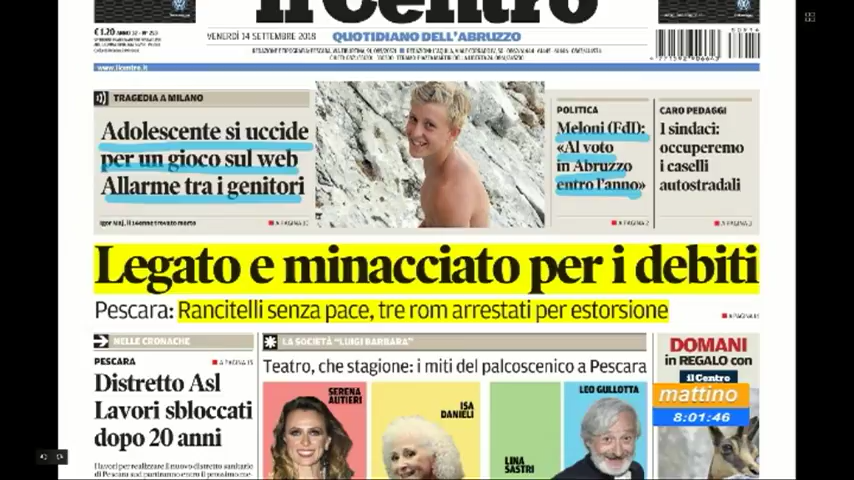 il Centro
€ 1,20
VENERDÌ 14 SETTEMBRE 2018
QUOTIDIANO DELL'ABRUZZO
www.ilcentro.it
TRAGEDIA A MILANO
Adolescente si uccide
per un gioco sul web
Allarme tra i genitori
POLITICA
Meloni (FdI):
«Al voto
in Abruzzo
entro l'anno»
A PAGINA 2
CARO PEDAGGI
I sindaci:
occuperemo
i caselli
autostradali
Legato e minacciato per i debiti
Pescara: Rancitelli senza pace, tre rom arrestati per estorsione
NELLE CRONACHE
PESCARA
A PAGINA 15
Distretto Asl
Lavori sbloccati
dopo 20 anni
LA SOCIETÀ "LUIGI BARBARA"
Teatro, che stagione: i miti del palcoscenico a Pescara
SERENA
AUTIERI
ISA
DANIELI
LINA
SASTRI
LEO GULLOTTA
DOMANI
in REGALO con
il Centro
mattino
8:01:46